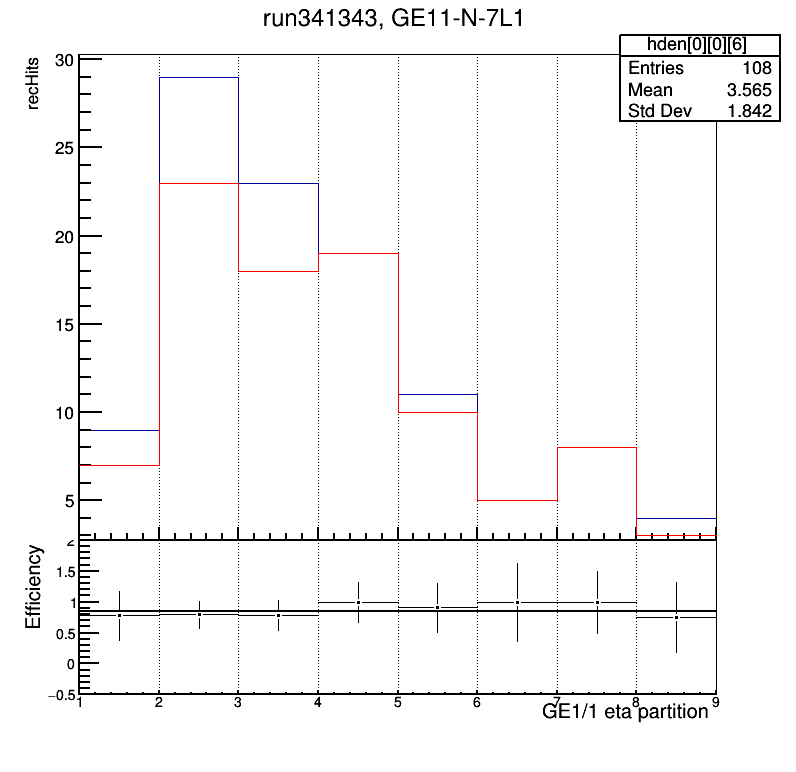 run341343, GE11-N-7L1
hden[0][0][6]
Entries 108
Mean 3.565
Std Dev 1.842
recHits
30
25
20
15
10
5
Efficiency
2
1.5
1
0.5
0
−0.5
1 2 3 4 5 6 7 8 9
GE1/1 eta partition